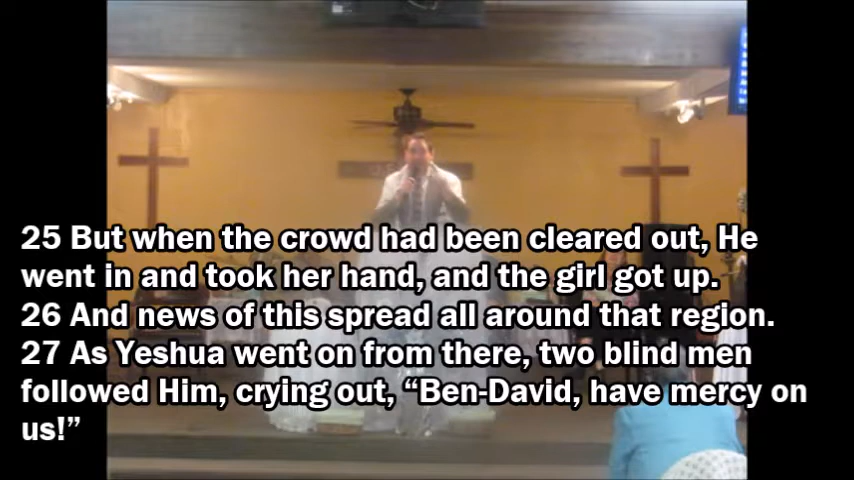 25 But when the crowd had been cleared out, He
went in and took her hand, and the girl got up.
26 And news of this spread all around that region.
27 As Yeshua went on from there, two blind men
followed Him, crying out, “Ben-David, have mercy on
us!”